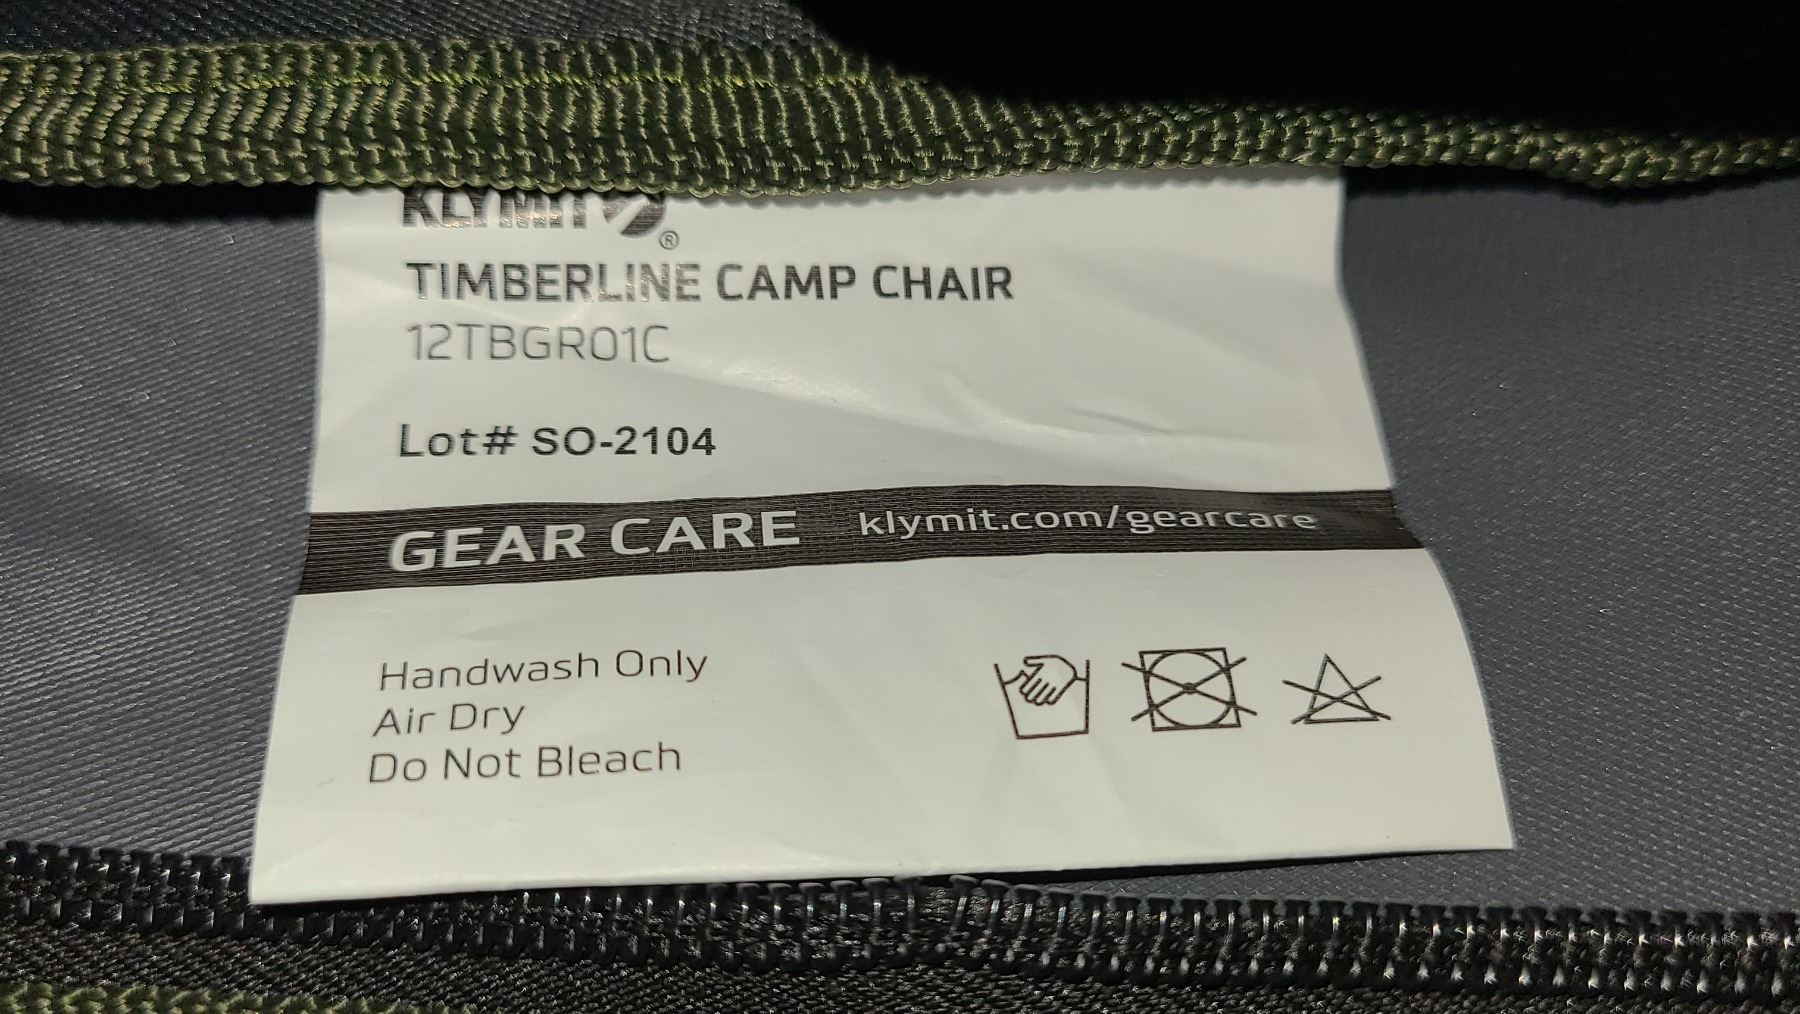 KLYMIT ®
TIMBERLINE CAMP CHAIR
12TBGR01C
Lot# SO-2104
GEAR CARE klymit.com/gearcare
Handwash Only
Air Dry
Do Not Bleach